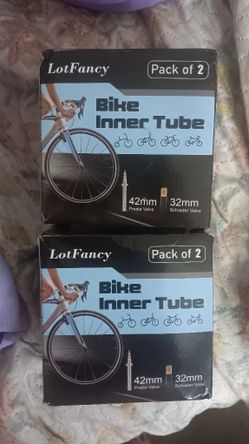 LotFancy
Pack of 2
Bike
Inner Tube
42mm
Presta Valve
32mm
Schrader Valve
LotFancy
Pack of 2
Bike
Inner Tube
42mm
Presta Valve
32mm
Schrader Valve